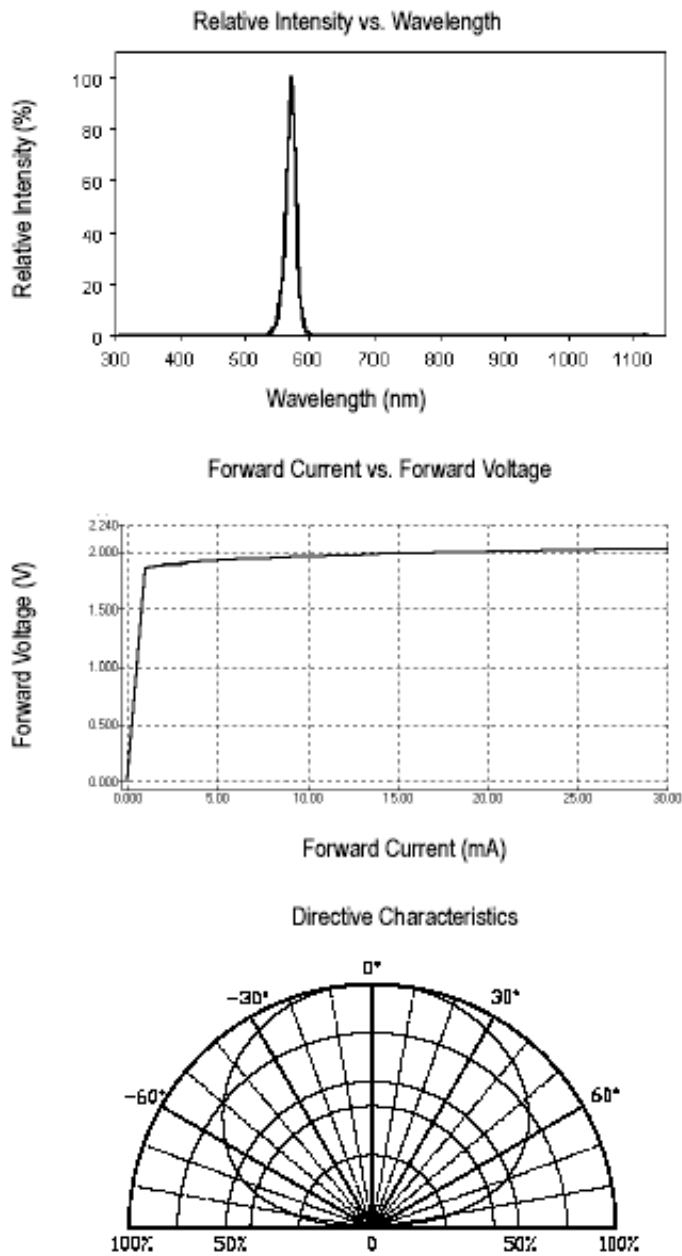 Relative Intensity vs. Wavelength
Relative Intensity (%)
100
80
60
40
20
0
300 400 500 600 700 800 900 1000 1100
Wavelength (nm)
Forward Current vs. Forward Voltage
Forward Voltage (V)
2.240
2.000
1.500
1.000
0.500
0.000
0.000 5.00 10.00 15.00 20.00 25.00 30.00
Forward Current (mA)
Directive Characteristics
0°
-30° 30°
-60° 60°
100% 50% 0 50% 100%